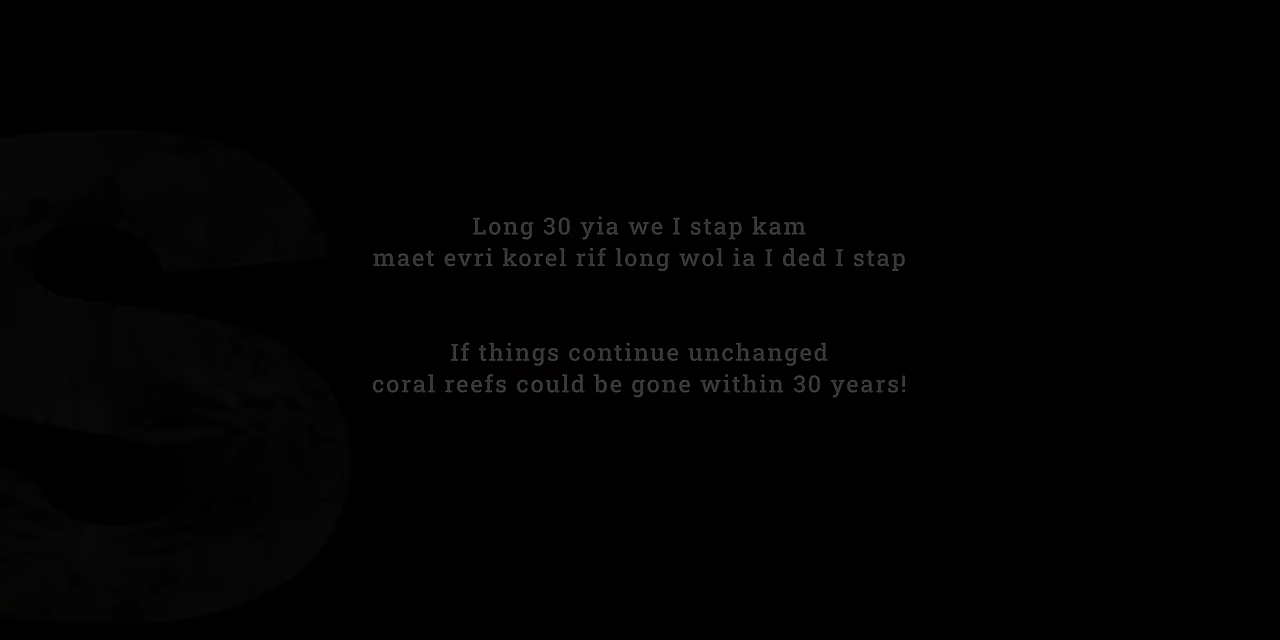 Long 30 yia we I stap kam
maet evri korel rif long wol ia I ded I stap
If things continue unchanged
coral reefs could be gone within 30 years!